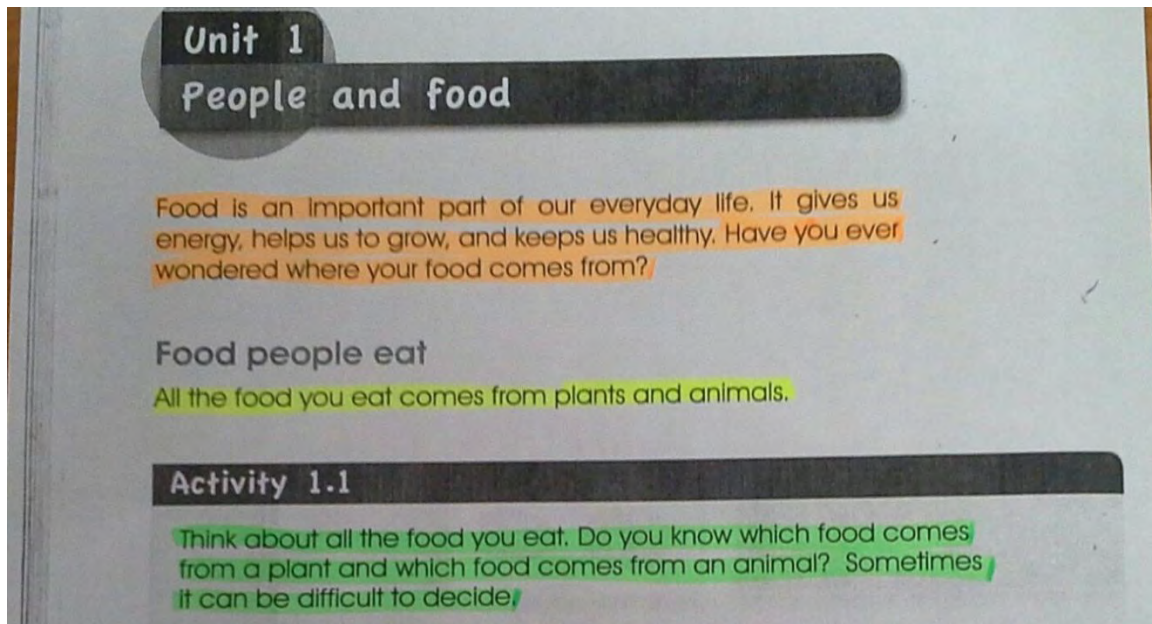 Unit 1
People and food
Food is an important part of our everyday life. It gives us
energy, helps us to grow, and keeps us healthy. Have you ever
wondered where your food comes from?
Food people eat
All the food you eat comes from plants and animals.
Activity 1.1
Think about all the food you eat. Do you know which food comes
from a plant and which food comes from an animal? Sometimes
it can be difficult to decide.